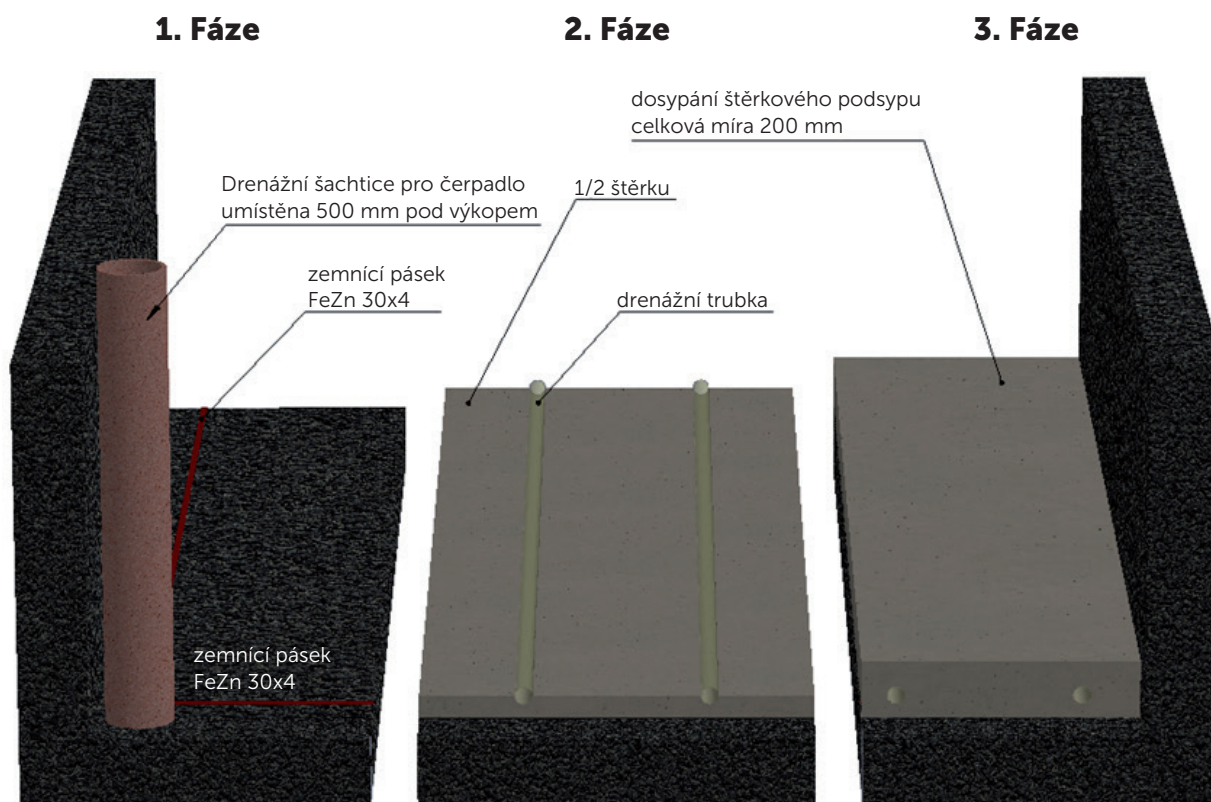 1. Fáze
2. Fáze
3. Fáze
dosypání štěrkového podsypu
celková míra 200 mm
Drenážní šachtice pro čerpadlo
umístěna 500 mm pod výkopem
1/2 štěrku
zemnící pásek
FeZn 30x4
drenážní trubka
zemnící pásek
FeZn 30x4